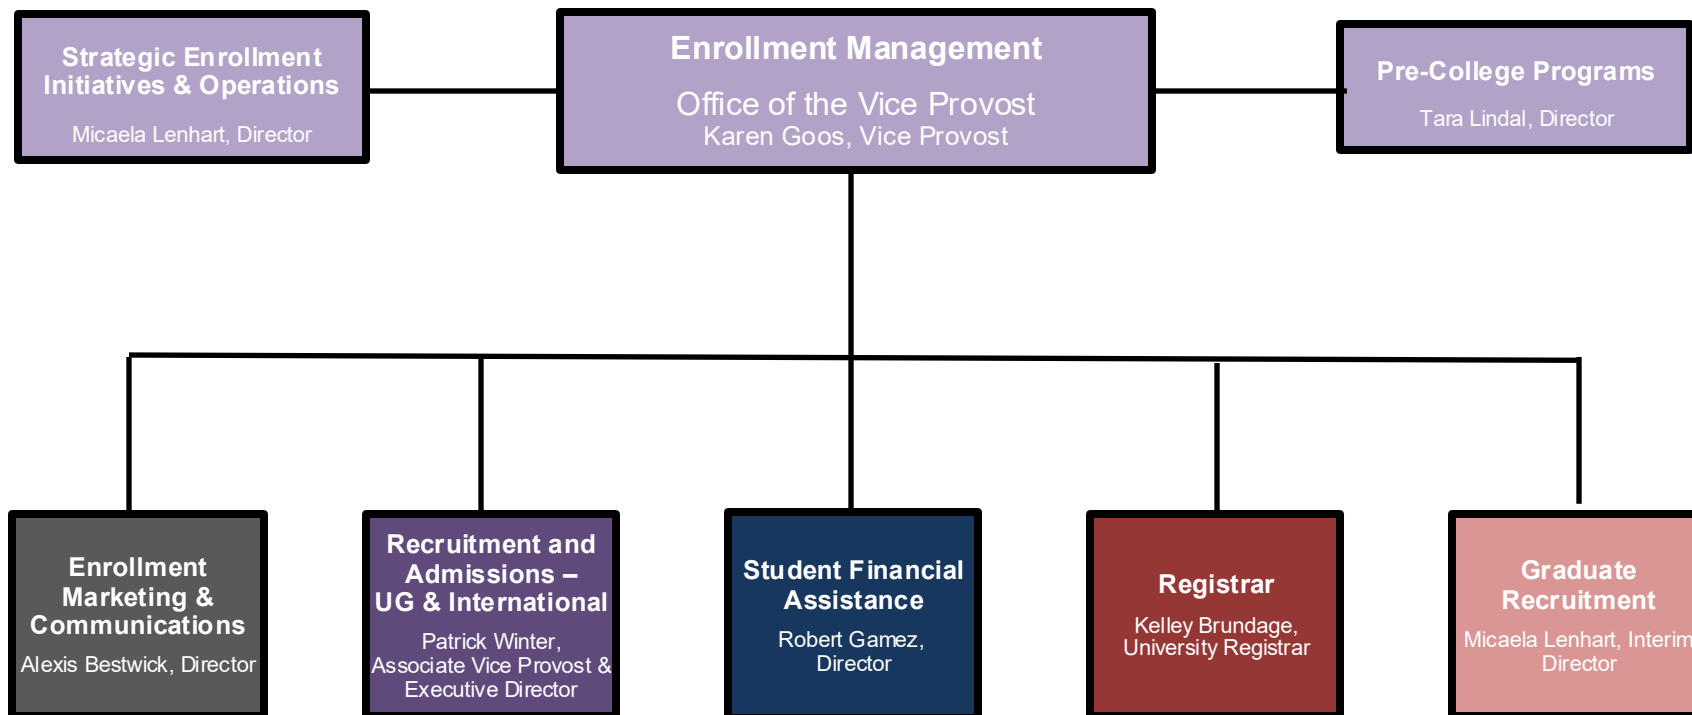 Strategic Enrollment
Initiatives & Operations
Micaela Lenhart, Director
Enrollment Management
Office of the Vice Provost
Karen Goos, Vice Provost
Pre-College Programs
Tara Lindal, Director
Enrollment
Marketing &
Communications
Alexis Bestwick, Director
Recruitment and
Admissions –
UG & International
Patrick Winter,
Associate Vice Provost &
Executive Director
Student Financial
Assistance
Robert Gamez,
Director
Registrar
Kelley Brundage,
University Registrar
Graduate
Recruitment
Micaela Lenhart, Interim
Director